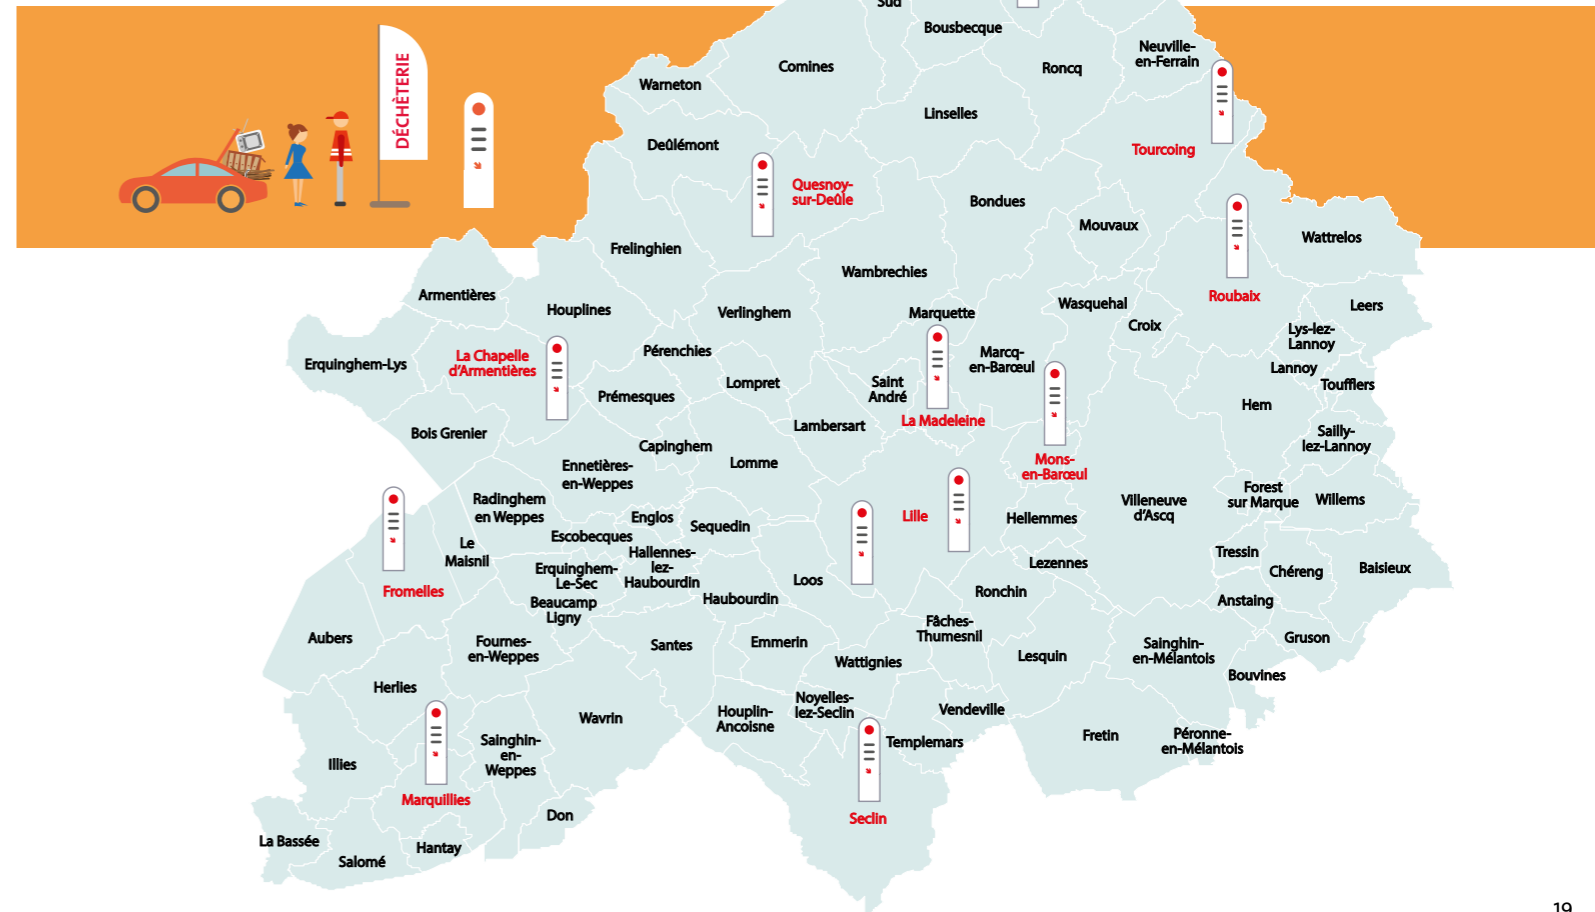 Sud
Bousbecque
Neuville-
en-Ferrain
Comines
Roncq
Warneton
Linselles
DÉCHÈTERIE
Deûlémont
Tourcoing
Quesnoy-
sur-Deûle
Bondues
Mouvaux
Wattrelos
Frelinghien
Wambrechies
Armentières
Roubaix
Houplines
Verlinghem
Marquette
Wasquehal
Leers
Croix
Lys-lez-
Lannoy
Erquinghem-Lys
La Chapelle
d'Armentières
Pérenchies
Marcq-
en-Barœul
Lannoy
Lompret
Saint
André
Toufflers
Prémesques
Hem
La Madeleine
Lambersart
Bois Grenier
Sailly-
lez-Lannoy
Capinghem
Lomme
Mons-
en-Barœul
Ennetières-
en-Weppes
Radinghem
en Weppes
Villeneuve
d'Ascq
Forest
sur Marque
Willems
Englos
Sequedin
Lille
Hellemmes
Escobecques
Le
Maisnil
Hallennes-
lez-
Haubourdin
Tressin
Lezennes
Chéreng
Baisieux
Erquinghem-
Le-Sec
Loos
Fromelles
Ronchin
Haubourdin
Anstaing
Beaucamp
Ligny
Fâches-
Thumesnil
Aubers
Fournes-
en-Weppes
Santes
Emmerin
Gruson
Sainghin-
en-Mélantois
Wattignies
Lesquin
Bouvines
Herlies
Noyelles-
lez-Seclin
Vendeville
Wavrin
Houplin-
Ancoisne
Sainghin-
en-
Weppes
Templemars
Fretin
Péronne-
en-Mélantois
Illies
Marquillies
Don
Seclin
La Bassée
Hantay
Salomé
19